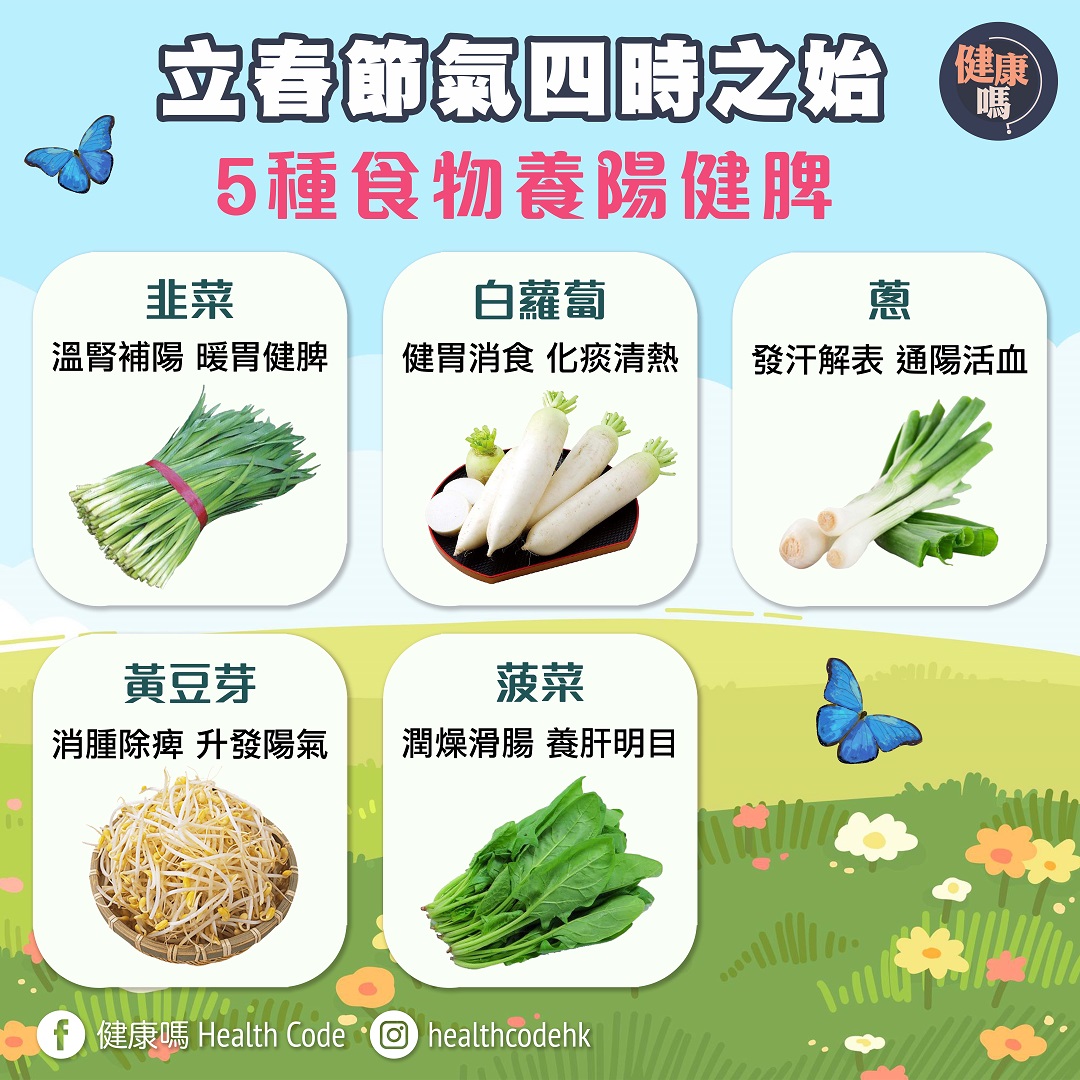 立春節氣四時之始
健康
嗎
5種食物養陽健脾
韭菜
溫腎補陽 暖胃健脾
白蘿蔔
健胃消食 化痰清熱
蔥
發汗解表 通陽活血
黃豆芽
消腫除痺 升發陽氣
菠菜
潤燥滑腸 養肝明目
健康嗎 Health Code
healthcodehk